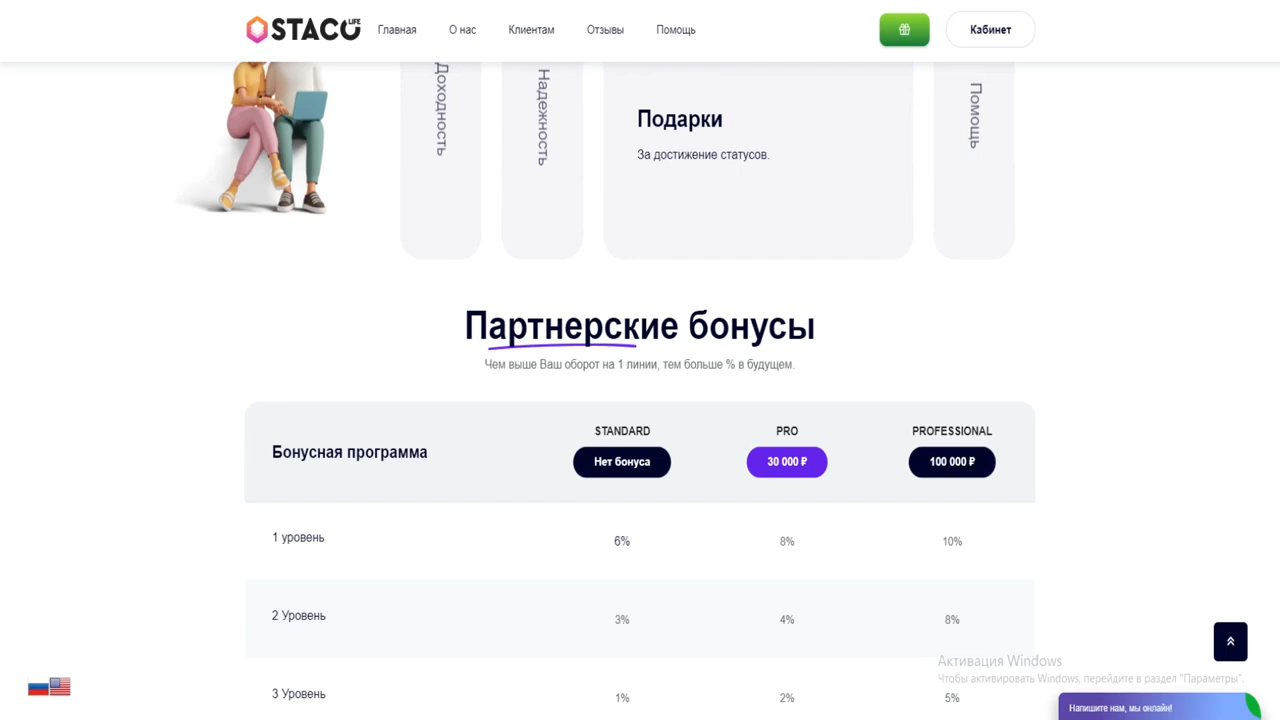 STACO LIFE
Главная
О нас
Клиентам
Отзывы
Помощь
Кабинет
Доходность
Надежность
Подарки
За достижение статусов.
Помощь
Партнерские бонусы
Чем выше Ваш оборот на 1 линии, тем больше % в будущем.
Бонусная программа
STANDARD
PRO
PROFESSIONAL
Нет бонуса
30 000 ₽
100 000 ₽
1 уровень
6%
8%
10%
2 Уровень
3%
4%
8%
3 Уровень
1%
2%
5%
Активация Windows
Чтобы активировать Windows, перейдите в раздел "Параметры".
Напишите нам, мы онлайн!